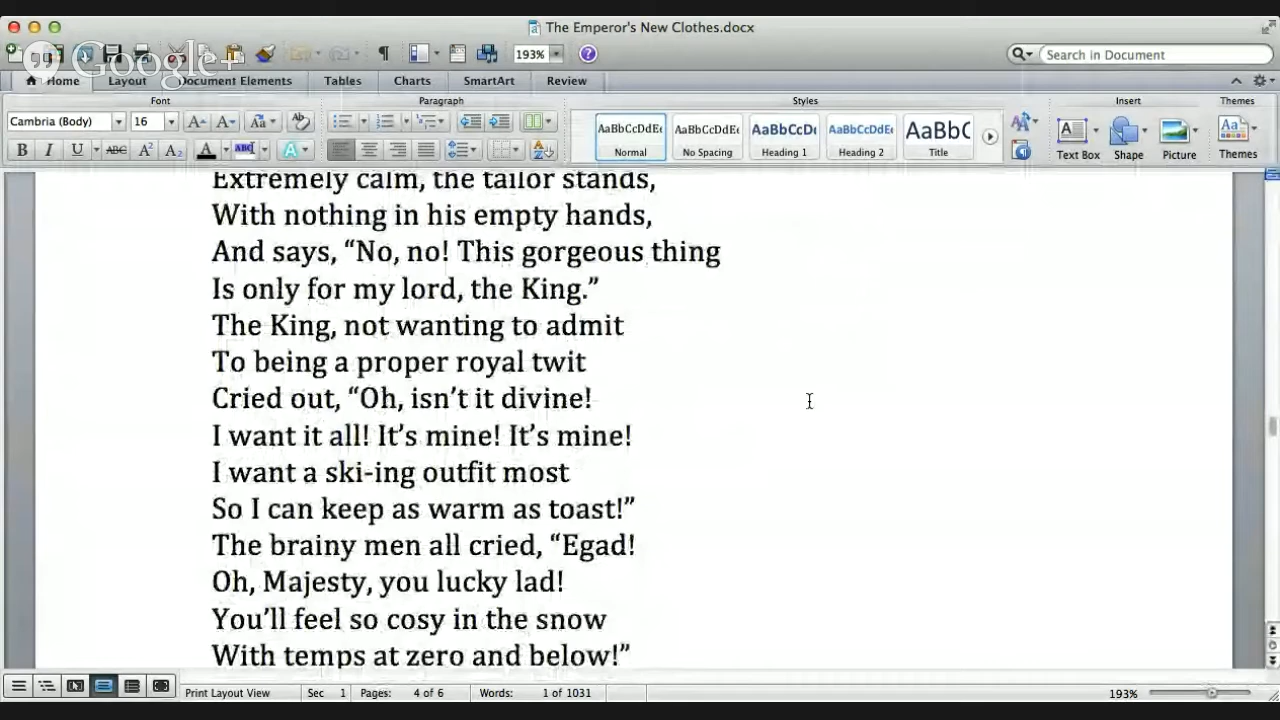 The Emperor's New Clothes.docx
Google+
193%
Search in Document
Home Layout Document Elements Tables Charts SmartArt Review
Font Paragraph Styles Insert Themes
Cambria (Body) 16
AaBbCcDdEe AaBbCcDdEe AaBbCcDc AaBbCcDdEe AaBbC
Normal No Spacing Heading 1 Heading 2 Title Text Box Shape Picture Themes
Extremely calm, the tailor stands,
With nothing in his empty hands,
And says, “No, no! This gorgeous thing
Is only for my lord, the King.”
The King, not wanting to admit
To being a proper royal twit
Cried out, “Oh, isn’t it divine!
I want it all! It’s mine! It’s mine!
I want a ski-ing outfit most
So I can keep as warm as toast!”
The brainy men all cried, “Egad!
Oh, Majesty, you lucky lad!
You’ll feel so cosy in the snow
With temps at zero and below!”
Print Layout View Sec 1 Pages: 4 of 6 Words: 1 of 1031 193%